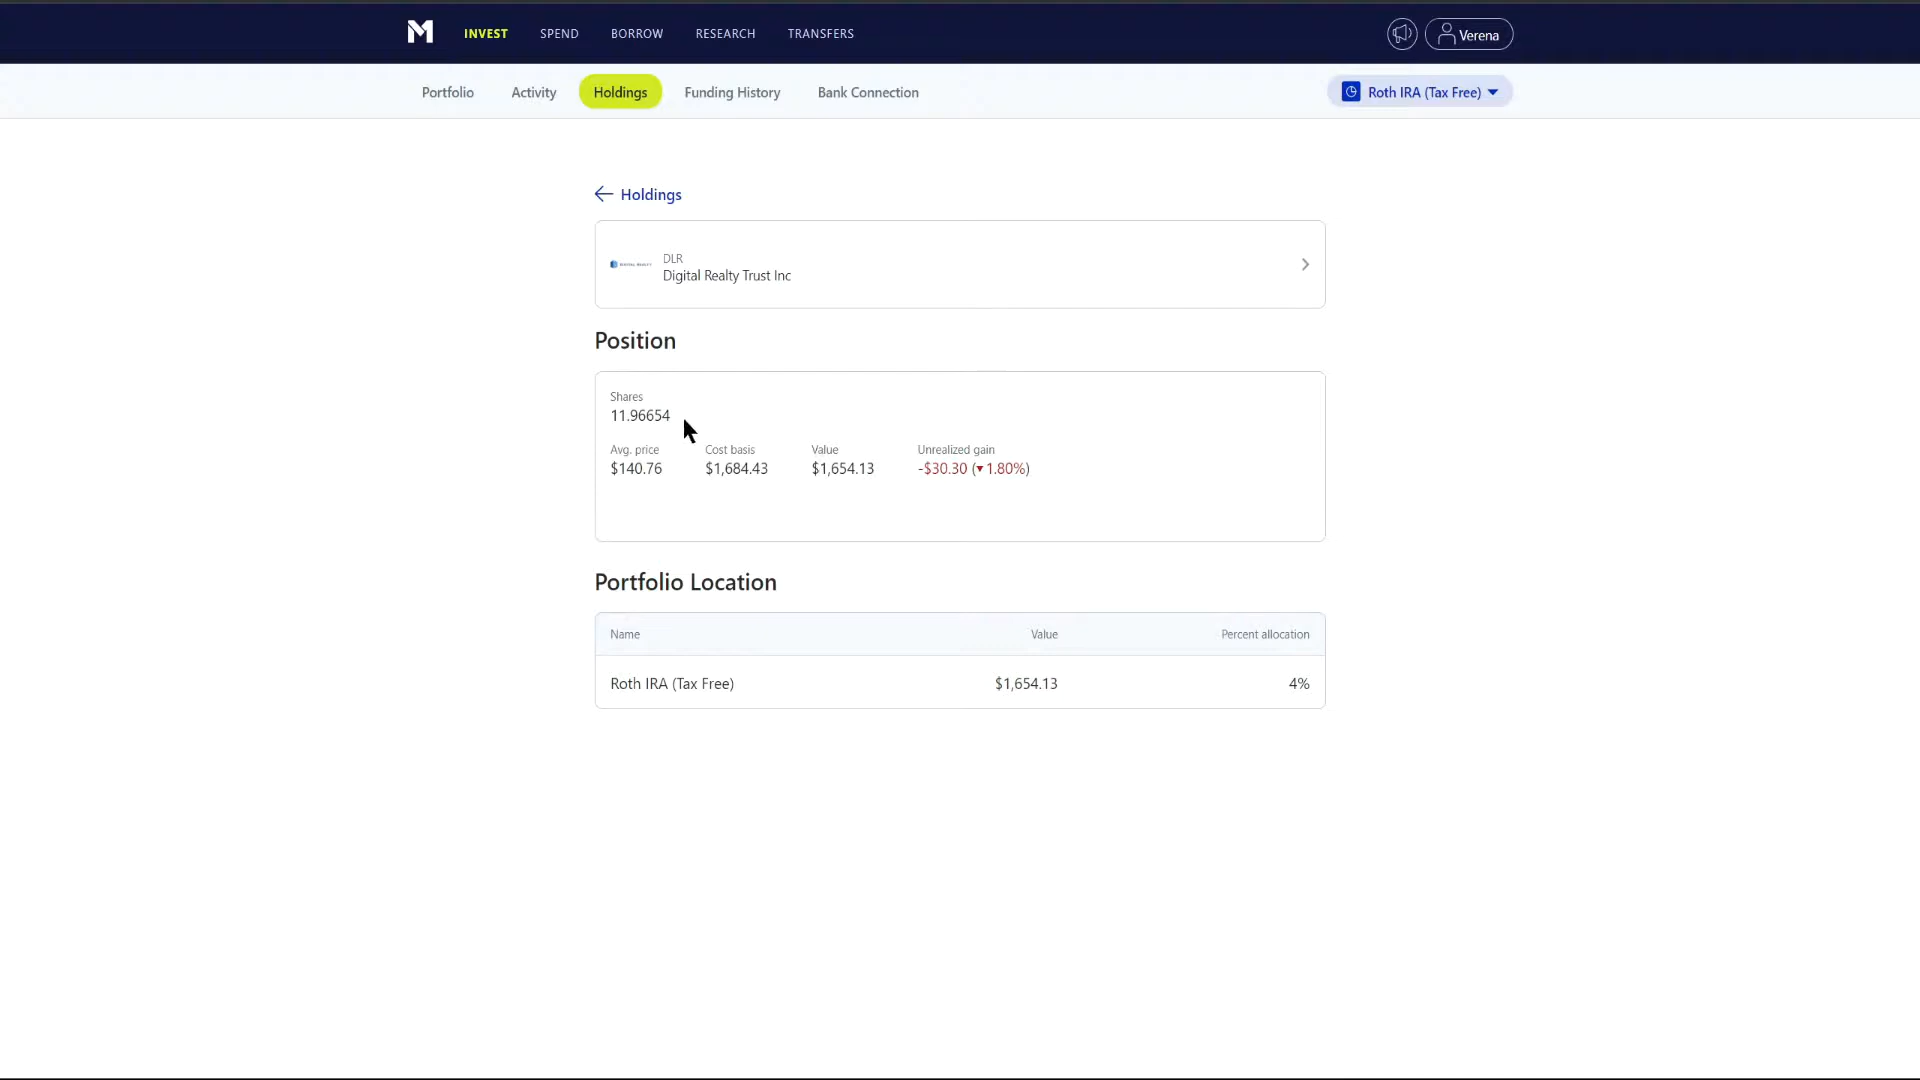 INVEST SPEND BORROW RESEARCH TRANSFERS Verena
Portfolio Activity Holdings Funding History Bank Connection Roth IRA (Tax Free)
Holdings
DLR
DIGITAL REALTY
Digital Realty Trust Inc
Position
Shares
11.96654
Avg. price Cost basis Value Unrealized gain
$140.76 $1,684.43 $1,654.13 -$30.30 (▼1.80%)
Portfolio Location
Name Value Percent allocation
Roth IRA (Tax Free) $1,654.13 4%